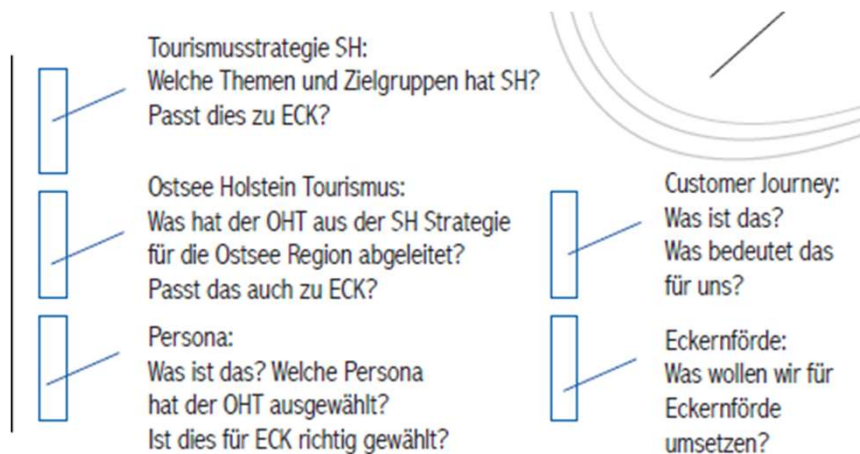 Tourismusstrategie SH:
Welche Themen und Zielgruppen hat SH?
Passt dies zu ECK?
Ostsee Holstein Tourismus:
Was hat der OHT aus der SH Strategie
für die Ostsee Region abgeleitet?
Passt das auch zu ECK?
Persona:
Was ist das? Welche Persona
hat der OHT ausgewählt?
Ist dies für ECK richtig gewählt?
Customer Journey:
Was ist das?
Was bedeutet das
für uns?
Eckernförde:
Was wollen wir für
Eckernförde
umsetzen?